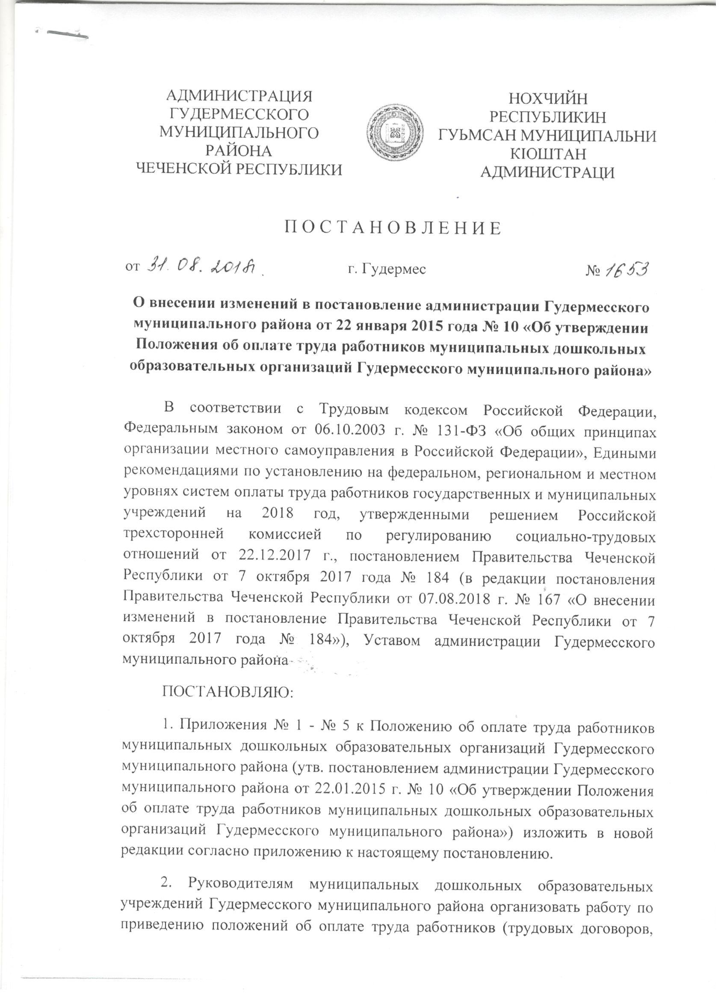 АДМИНИСТРАЦИЯ
ГУДЕРМЕССКОГО
МУНИЦИПАЛЬНОГО
РАЙОНА
ЧЕЧЕНСКОЙ РЕСПУБЛИКИ
НОХЧИЙН
РЕСПУБЛИКИН
ГУЬМСАН МУНИЦИПАЛЬНИ
КІОШТАН
АДМИНИСТРАЦИ
П О С Т А Н О В Л Е Н И Е
от 31.08.2018г. г. Гудермес № 1653
О внесении изменений в постановление администрации Гудермесского
муниципального района от 22 января 2015 года № 10 «Об утверждении
Положения об оплате труда работников муниципальных дошкольных
образовательных организаций Гудермесского муниципального района»
В соответствии с Трудовым кодексом Российской Федерации,
Федеральным законом от 06.10.2003 г. № 131-ФЗ «Об общих принципах
организации местного самоуправления в Российской Федерации», Едиными
рекомендациями по установлению на федеральном, региональном и местном
уровнях систем оплаты труда работников государственных и муниципальных
учреждений на 2018 год, утвержденными решением Российской
трехсторонней комиссией по регулированию социально-трудовых
отношений от 22.12.2017 г., постановлением Правительства Чеченской
Республики от 7 октября 2017 года № 184 (в редакции постановления
Правительства Чеченской Республики от 07.08.2018 г. № 167 «О внесении
изменений в постановление Правительства Чеченской Республики от 7
октября 2017 года № 184»), Уставом администрации Гудермесского
муниципального района
ПОСТАНОВЛЯЮ:
1. Приложения № 1 - № 5 к Положению об оплате труда работников
муниципальных дошкольных образовательных организаций Гудермесского
муниципального района (утв. постановлением администрации Гудермесского
муниципального района от 22.01.2015 г. № 10 «Об утверждении Положения
об оплате труда работников муниципальных дошкольных образовательных
организаций Гудермесского муниципального района») изложить в новой
редакции согласно приложению к настоящему постановлению.
2. Руководителям муниципальных дошкольных образовательных
учреждений Гудермесского муниципального района организовать работу по
приведению положений об оплате труда работников (трудовых договоров,